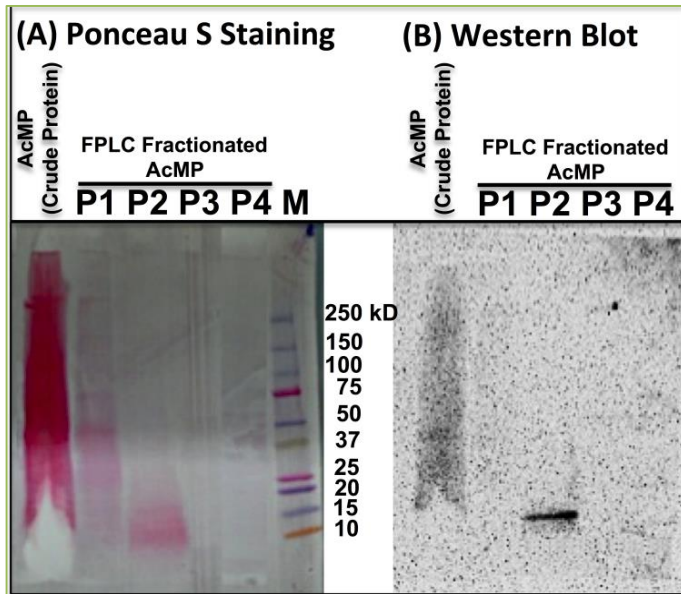 (A) Ponceau S Staining
AcMP
(Crude Protein)
FPLC Fractionated
AcMP
P1 P2 P3 P4 M
250 kD
150
100
75
50
37
25
20
15
10
(B) Western Blot
AcMP
(Crude Protein)
FPLC Fractionated
AcMP
P1 P2 P3 P4